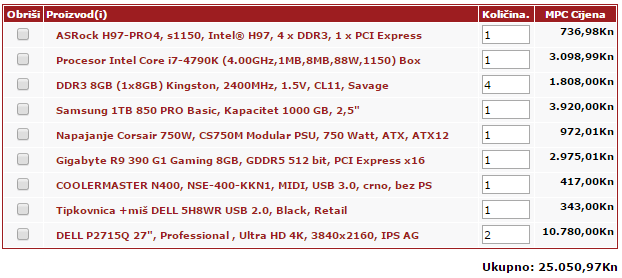 Obriši Proizvod(i) Količina. MPC Cijena
ASRock H97-PRO4, s1150, Intel® H97, 4 x DDR3, 1 x PCI Express 1 736,98Kn
Procesor Intel Core i7-4790K (4.00GHz,1MB,8MB,88W,1150) Box 1 3.098,99Kn
DDR3 8GB (1x8GB) Kingston, 2400MHz, 1.5V, CL11, Savage 4 1.808,00Kn
Samsung 1TB 850 PRO Basic, Kapacitet 1000 GB, 2,5" 1 3.920,00Kn
Napajanje Corsair 750W, CS750M Modular PSU, 750 Watt, ATX, ATX12 1 972,01Kn
Gigabyte R9 390 G1 Gaming 8GB, GDDR5 512 bit, PCI Express x16 1 2.975,01Kn
COOLERMASTER N400, NSE-400-KKN1, MIDI, USB 3.0, crno, bez PS 1 417,00Kn
Tipkovnica +miš DELL 5H8WR USB 2.0, Black, Retail 1 343,00Kn
DELL P2715Q 27", Professional , Ultra HD 4K, 3840x2160, IPS AG 2 10.780,00Kn
Ukupno: 25.050,97Kn